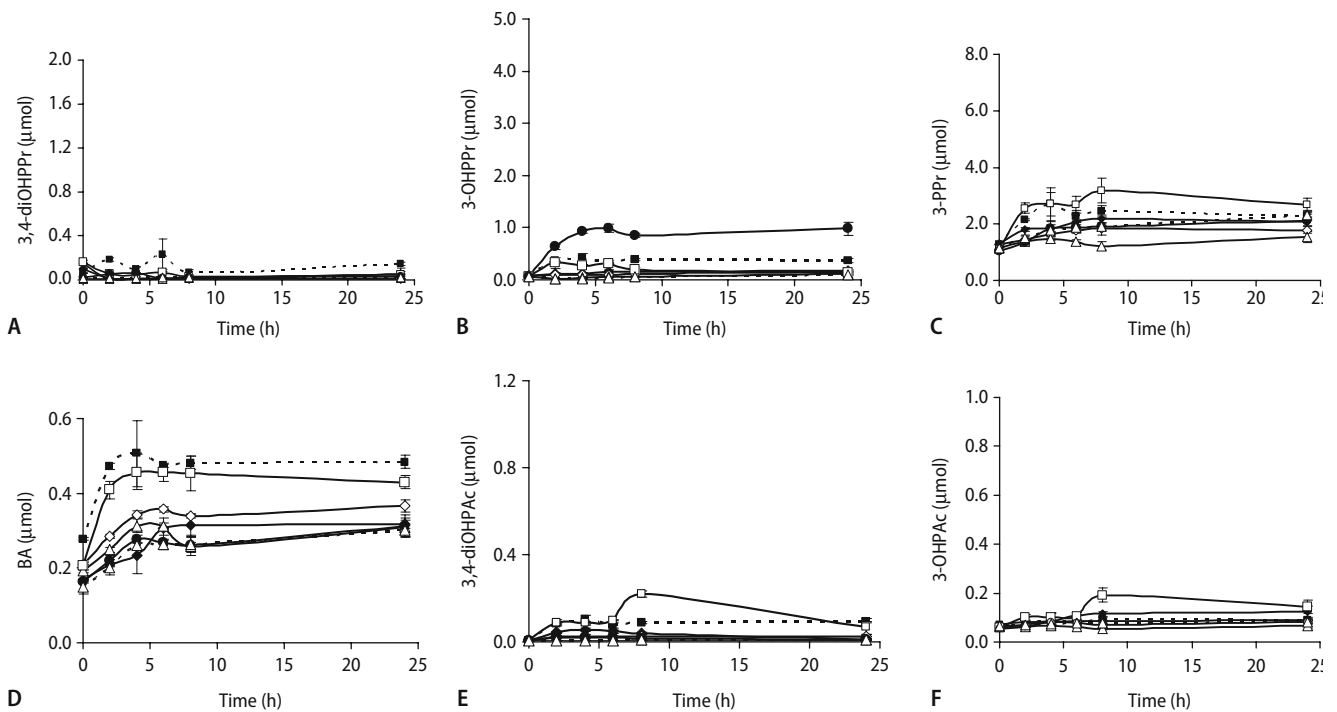 2.0
1.6
1.2
0.8
0.4
0.0
3,4-diOHPPr (μmol)
0 5 10 15 20 25
Time (h)
A
5.0
4.0
3.0
2.0
1.0
0.0
3-OHPPr (μmol)
0 5 10 15 20 25
Time (h)
B
8.0
6.0
4.0
2.0
0.0
3-PPr (μmol)
0 5 10 15 20 25
Time (h)
C
0.6
0.4
0.2
0.0
BA (μmol)
0 5 10 15 20 25
Time (h)
D
1.2
0.8
0.4
0.0
3,4-diOHPAc (μmol)
0 5 10 15 20 25
Time (h)
E
1.0
0.8
0.6
0.4
0.2
0.0
3-OHPAc (μmol)
0 5 10 15 20 25
Time (h)
F